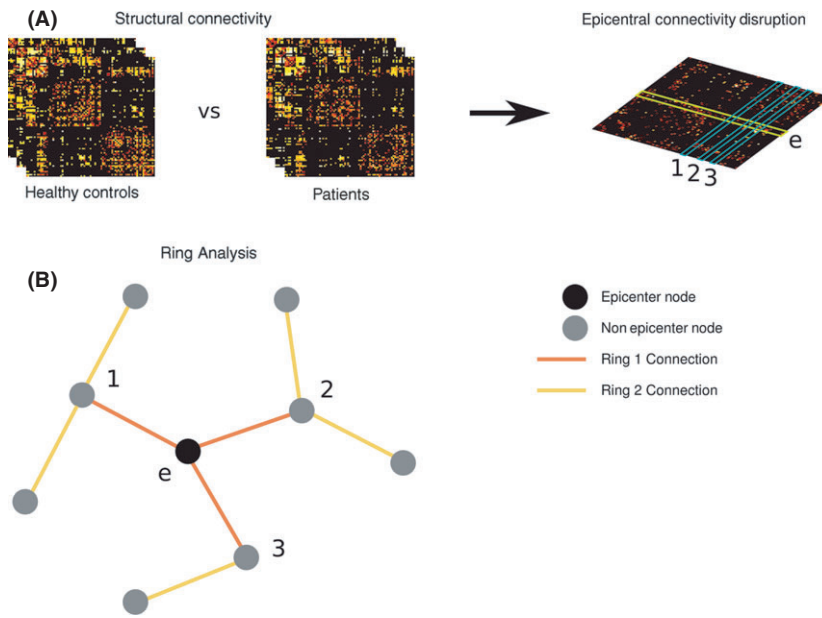 (A)
Structural connectivity
Epicentral connectivity disruption
vs
e
1 2 3
Healthy controls
Patients
Ring Analysis
(B)
Epicenter node
Non epicenter node
Ring 1 Connection
Ring 2 Connection
1
2
e
3